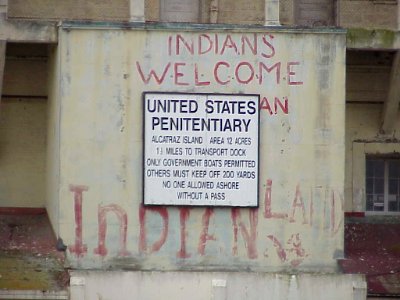 INDIANS
WELCOME
UNITED STATES
PENITENTIARY
ALCATRAZ ISLAND AREA 12 ACRES
1½ MILES TO TRANSPORT DOCK
ONLY GOVERNMENT BOATS PERMITTED
OTHERS MUST KEEP OFF 200 YARDS
NO ONE ALLOWED ASHORE
WITHOUT A PASS
Indian LAND